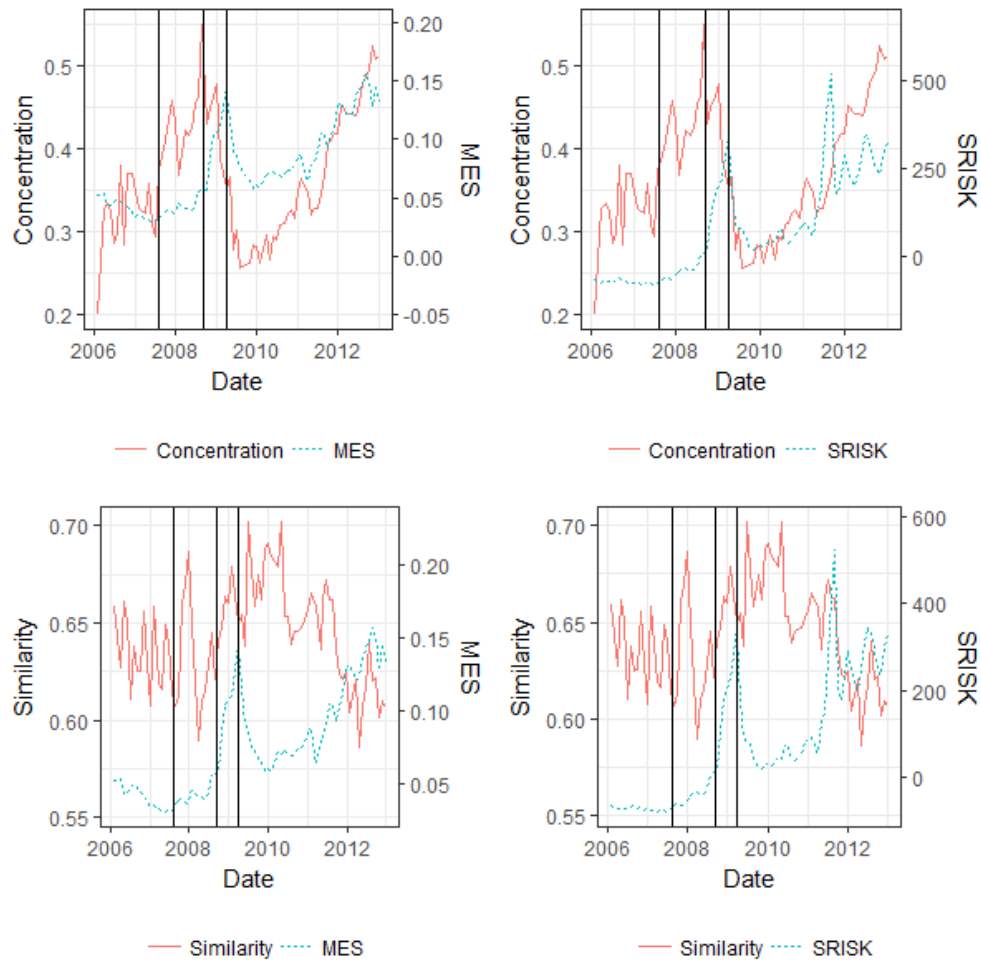 0.5
0.4
0.3
0.2
Concentration
0.20
0.15
0.10
0.05
0.00
-0.05
MES
2006 2008 2010 2012
Date
Concentration MES
0.5
0.4
0.3
0.2
Concentration
500
250
0
SRISK
2006 2008 2010 2012
Date
Concentration SRISK
0.70
0.65
0.60
0.55
Similarity
0.20
0.15
0.10
0.05
MES
2006 2008 2010 2012
Date
Similarity MES
0.70
0.65
0.60
0.55
Similarity
600
400
200
0
SRISK
2006 2008 2010 2012
Date
Similarity SRISK